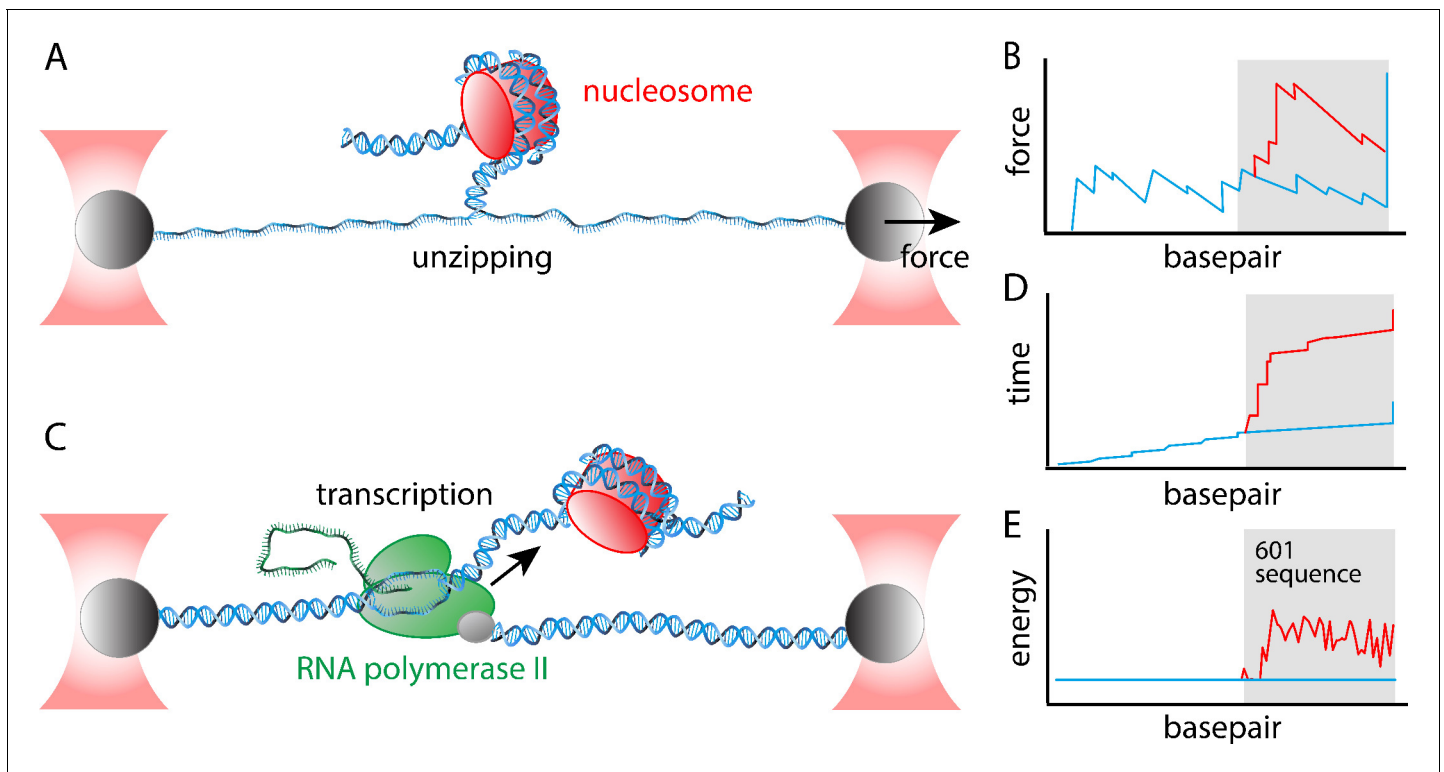 A
nucleosome
unzipping
force
B
force
basepair
C
transcription
RNA polymerase II
D
time
basepair
E
601
sequence
energy
basepair